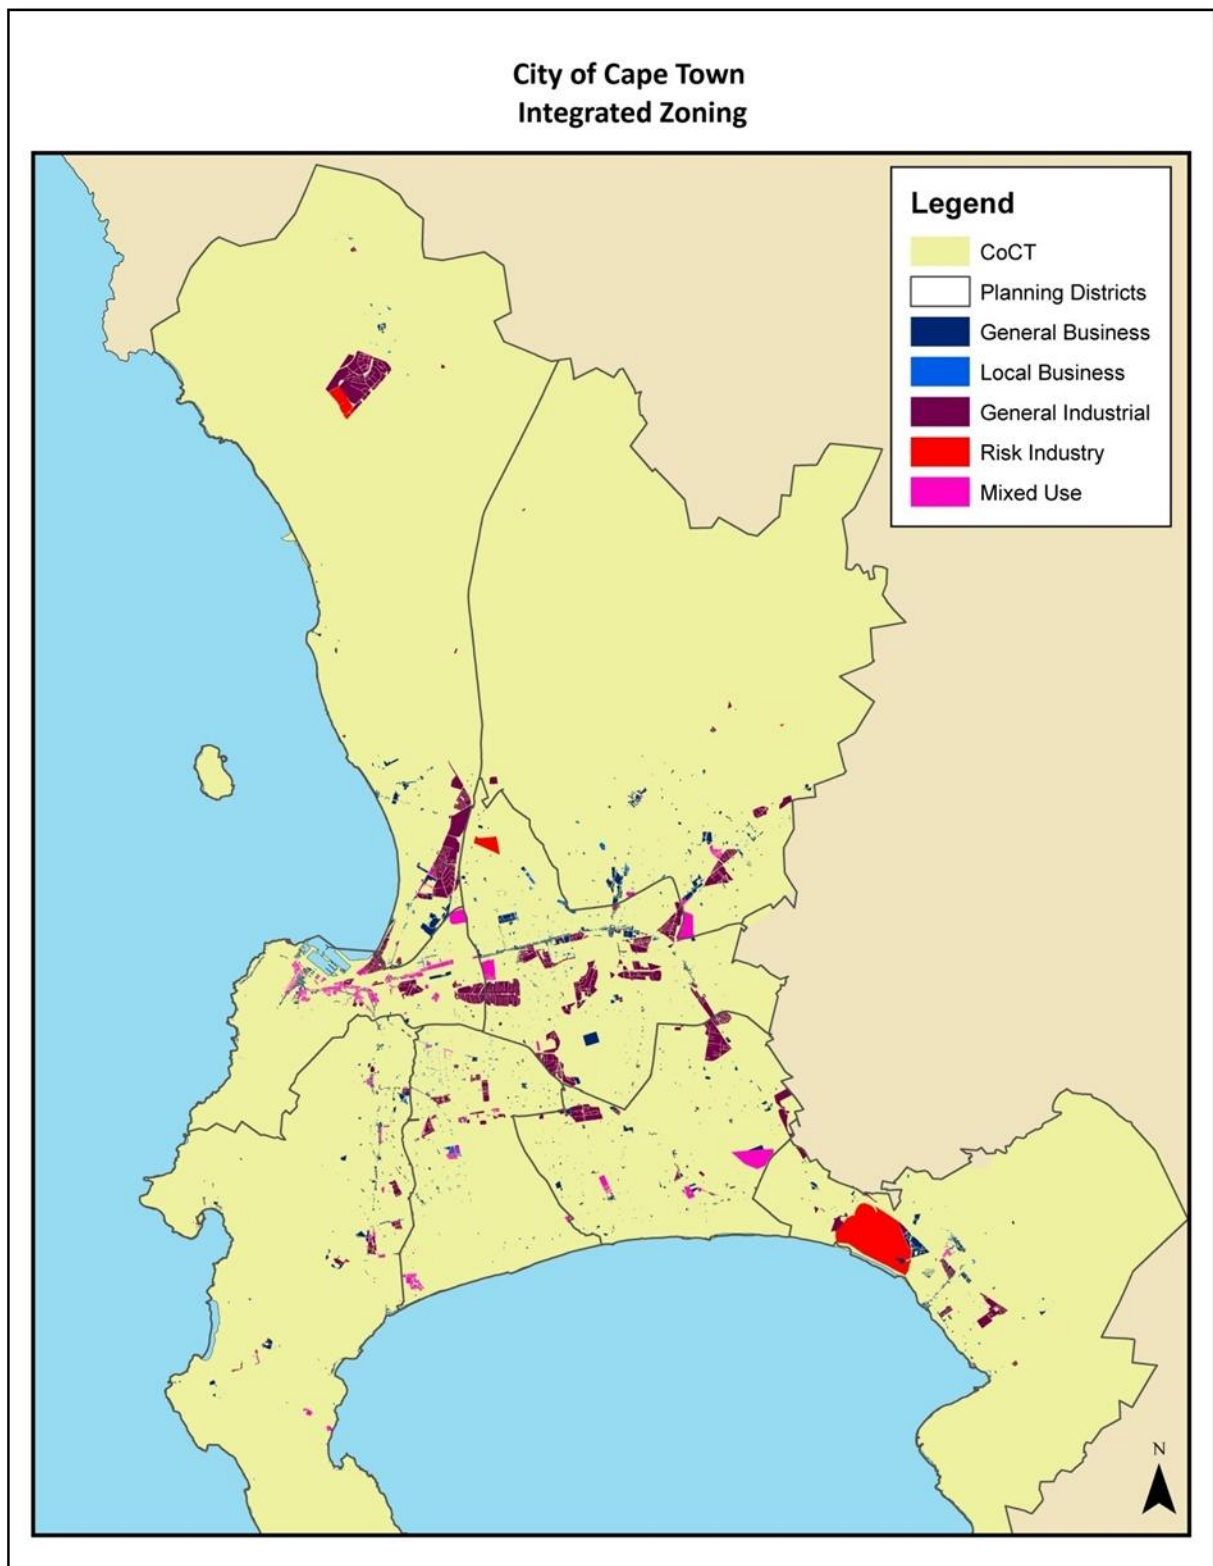 City of Cape Town
Integrated Zoning
Legend
CoCT
Planning Districts
General Business
Local Business
General Industrial
Risk Industry
Mixed Use
N